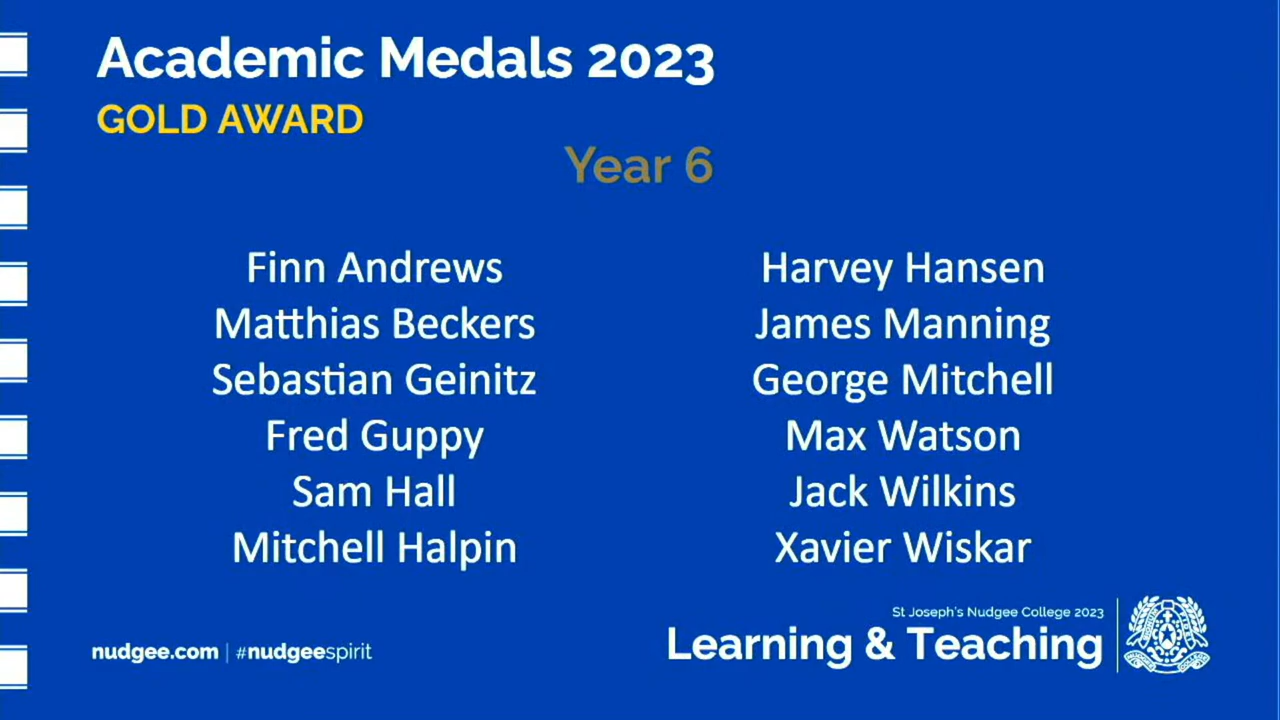 Academic Medals 2023
GOLD AWARD
Year 6
Finn Andrews
Matthias Beckers
Sebastian Geinitz
Fred Guppy
Sam Hall
Mitchell Halpin
Harvey Hansen
James Manning
George Mitchell
Max Watson
Jack Wilkins
Xavier Wiskar
nudgee.com | #nudgeespirit
St Joseph's Nudgee College 2023
Learning & Teaching